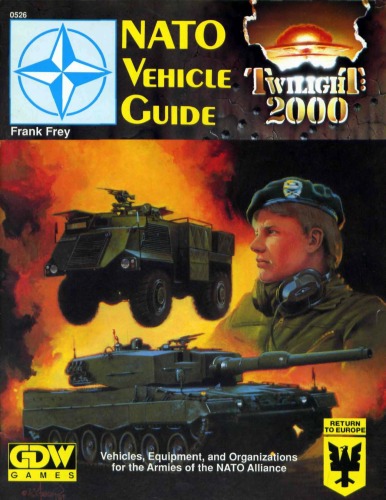 0526
NATO
VEHICLE
GUIDE
TWILIGHT:
2000
Frank Frey
RETURN
TO EUROPE
Vehicles, Equipment, and Organizations
for the Armies of the NATO Alliance
GDW
GAMES